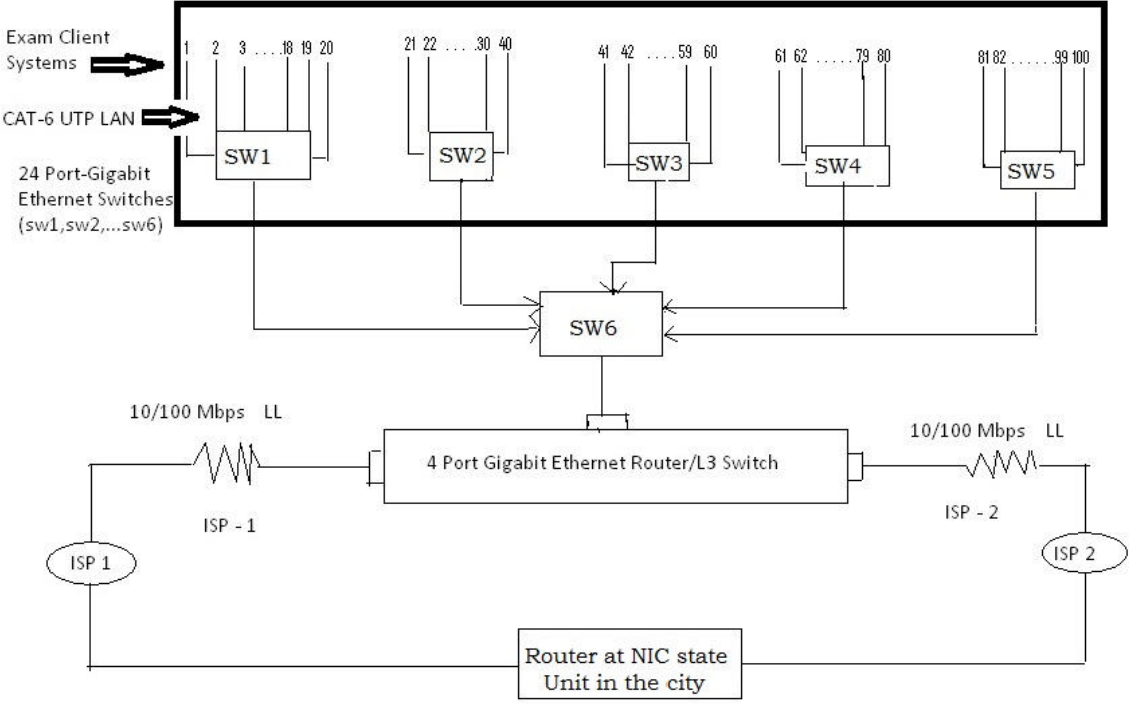 Exam Client
Systems
1 2 3 ....18 19 20
21 22 ....30 40
41 42 ....59 60
61 62 ......79 80
81 82.......99 100
CAT-6 UTP LAN
SW1
SW2
SW3
SW4
SW5
24 Port-Gigabit
Ethernet Switches
(sw1,sw2,...sw6)
SW6
10/100 Mbps LL
10/100 Mbps LL
4 Port Gigabit Ethernet Router/L3 Switch
ISP - 1
ISP - 2
ISP 1
ISP 2
Router at NIC state
Unit in the city